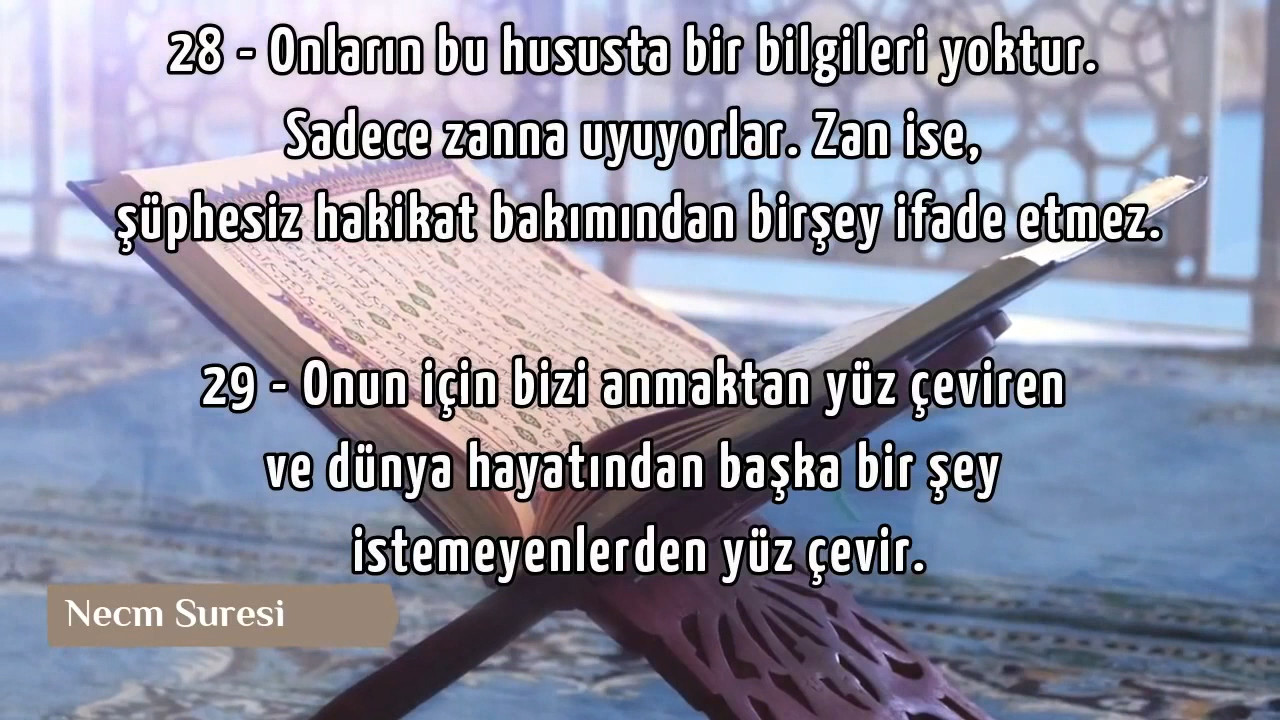 28 - Onların bu hususta bir bilgileri yoktur.
Sadece zanna uyuyorlar. Zan ise,
şüphesiz hakikat bakımından birşey ifade etmez.
29 - Onun için bizi anmaktan yüz çeviren
ve dünya hayatından başka bir şey
istemeyenlerden yüz çevir.
Necm Suresi